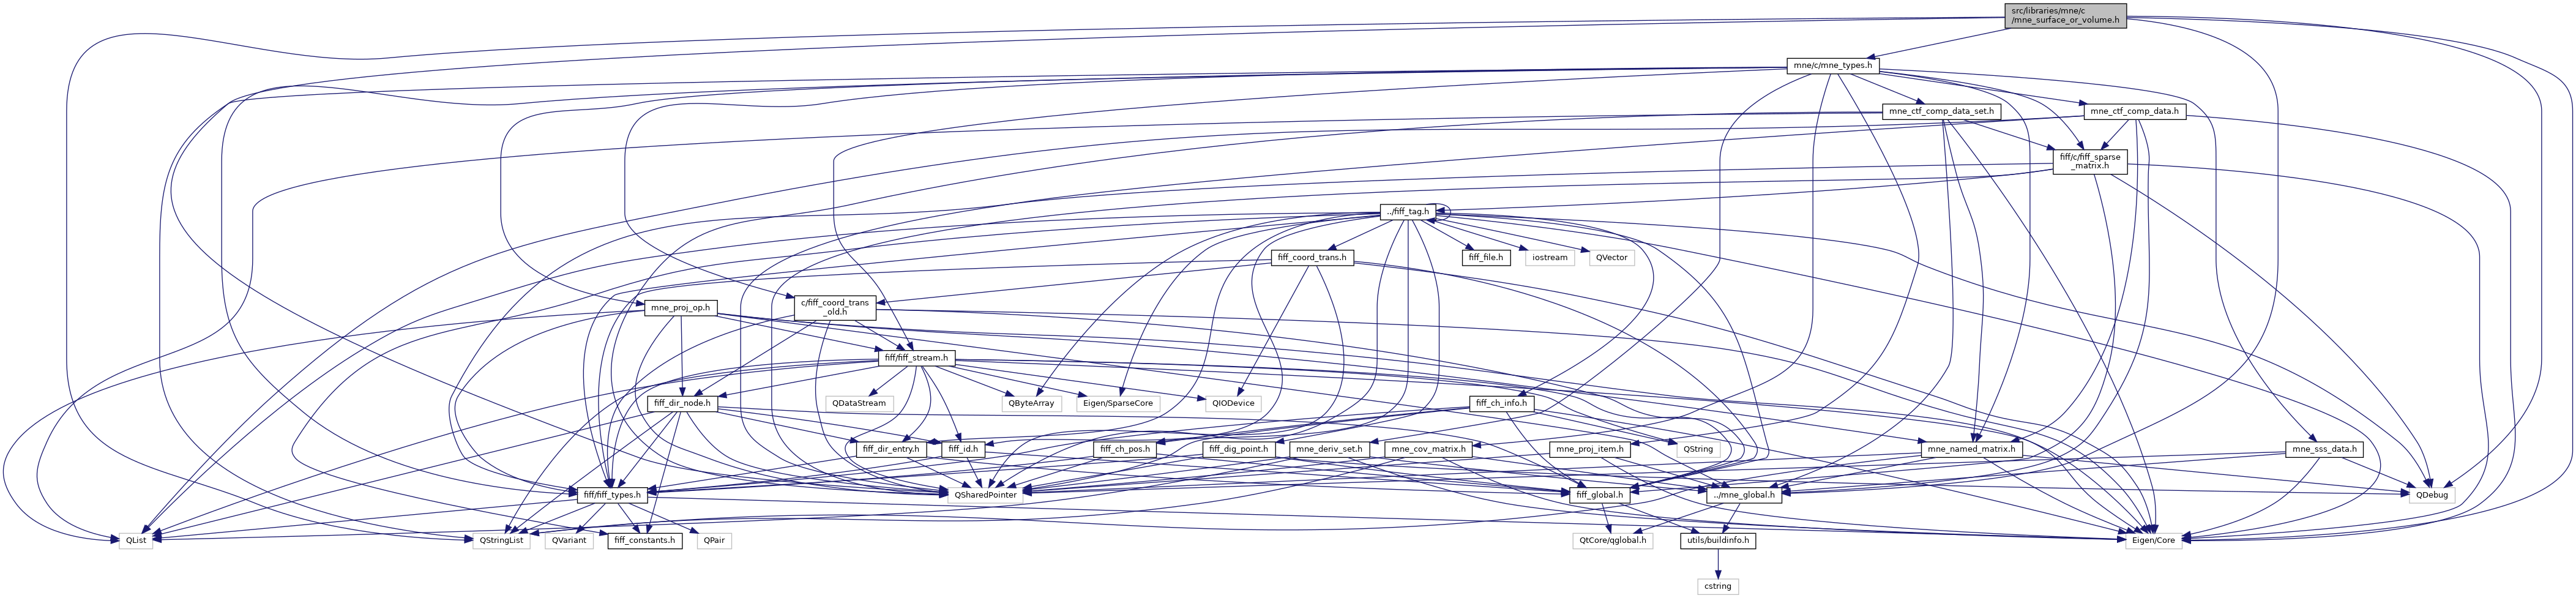 src/libraries/mne/c
/mne_surface_or_volume.h
mne/c/mne_types.h
mne_ctf_comp_data_set.h
mne_ctf_comp_data.h
fiff/c/fiff_sparse
_matrix.h
../fiff_tag.h
fiff_coord_trans.h
fiff_file.h
iostream
QVector
mne_proj_op.h
c/fiff_coord_trans
_old.h
fiff/fiff_stream.h
fiff_dir_node.h
QDataStream
QByteArray
Eigen/SparseCore
QIODevice
fiff_ch_info.h
fiff_dir_entry.h
fiff_id.h
fiff_ch_pos.h
fiff_dig_point.h
mne_deriv_set.h
mne_cov_matrix.h
mne_proj_item.h
QString
mne_named_matrix.h
mne_sss_data.h
fiff/fiff_types.h
QSharedPointer
fiff_global.h
../mne_global.h
QDebug
QList
QStringList
QVariant
fiff_constants.h
QPair
QtCore/qglobal.h
utils/buildinfo.h
Eigen/Core
cstring